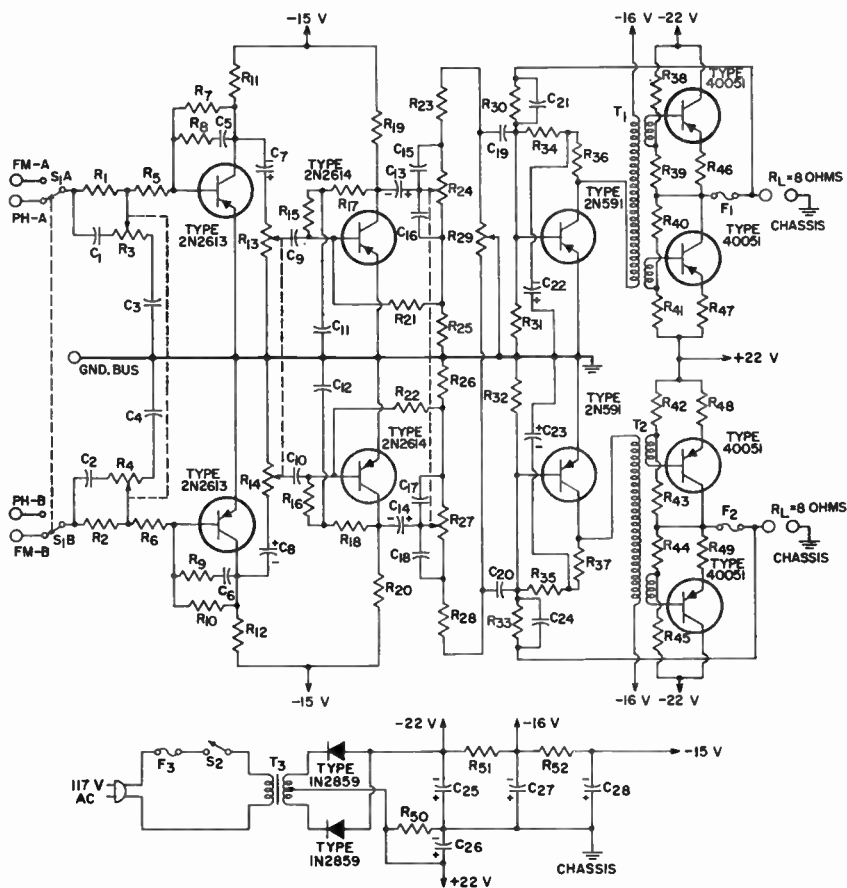 −15 V
−16 V
−22 V
R11
R7
R8
C5
C7
R19
R23
R30
C21
R38
TYPE 40051
T1
FM-A
PH-A
S1A
R1
R5
TYPE 2N2613
TYPE 2N2614
C13
C15
R24
C19
R34
R36
TYPE 2N591
R39
R46
RL=8 OHMS
F1
CHASSIS
C1
R3
R13
R15
R17
C9
C16
R29
R40
TYPE 40051
C3
C11
R21
C22
R31
R41
R47
R25
GND. BUS
+22 V
C4
C12
R22
R26
R32
TYPE 2N591
C23
R42
R48
T2
TYPE 40051
C2
R4
TYPE 2N2613
R14
C10
TYPE 2N2614
C17
R27
R43
PH-B
FM-B
S1B
R2
R6
R16
R18
C14
C18
F2
RL=8 OHMS
CHASSIS
R9
C6
C8
R20
C20
R35
R37
R44
R49
TYPE 40051
R10
R12
R28
R33
C24
R45
−15 V
−16 V
−22 V
−22 V
−16 V
F3
S2
T3
TYPE 1N2859
R51
R52
−15 V
117 V AC
C25
C27
C28
R50
TYPE 1N2859
C26
CHASSIS
+22 V